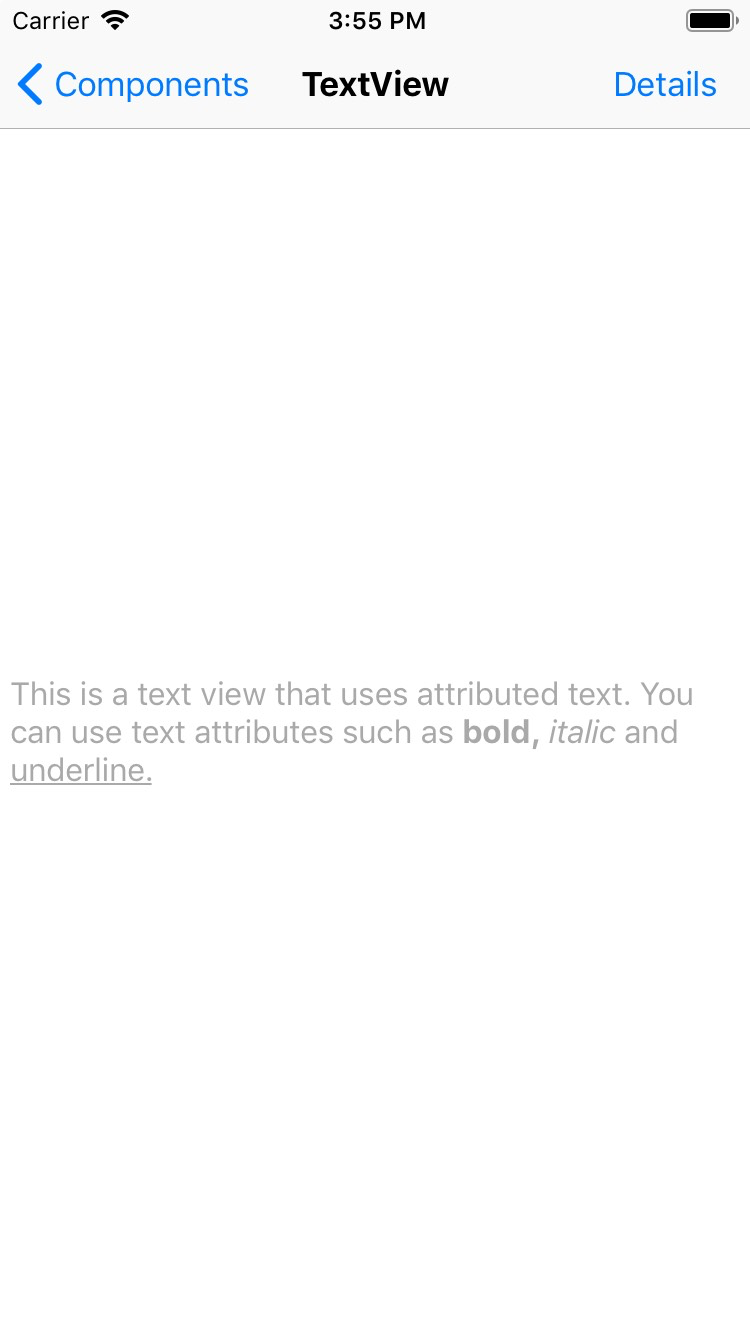 Carrier 3:55 PM
Components TextView Details
This is a text view that uses attributed text. You
can use text attributes such as bold, italic and
underline.